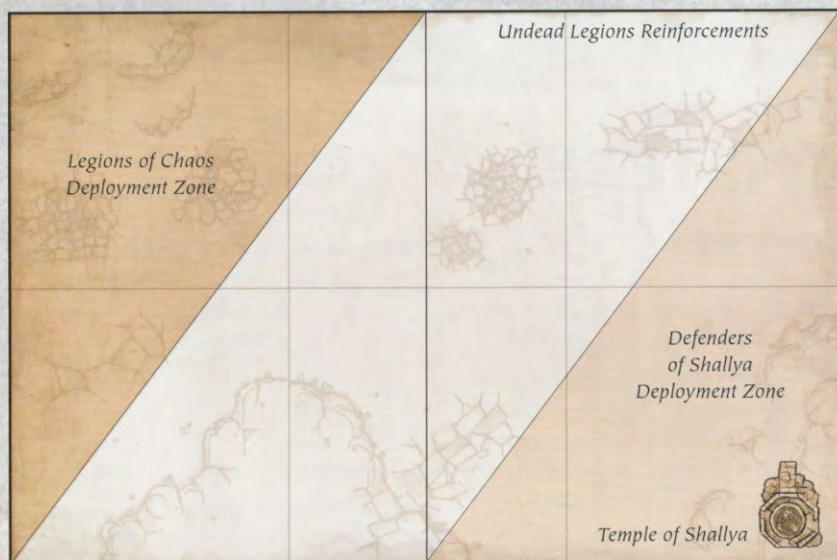 Undead Legions Reinforcements
Legions of Chaos
Deployment Zone
Defenders
of Shallya
Deployment Zone
Temple of Shallya